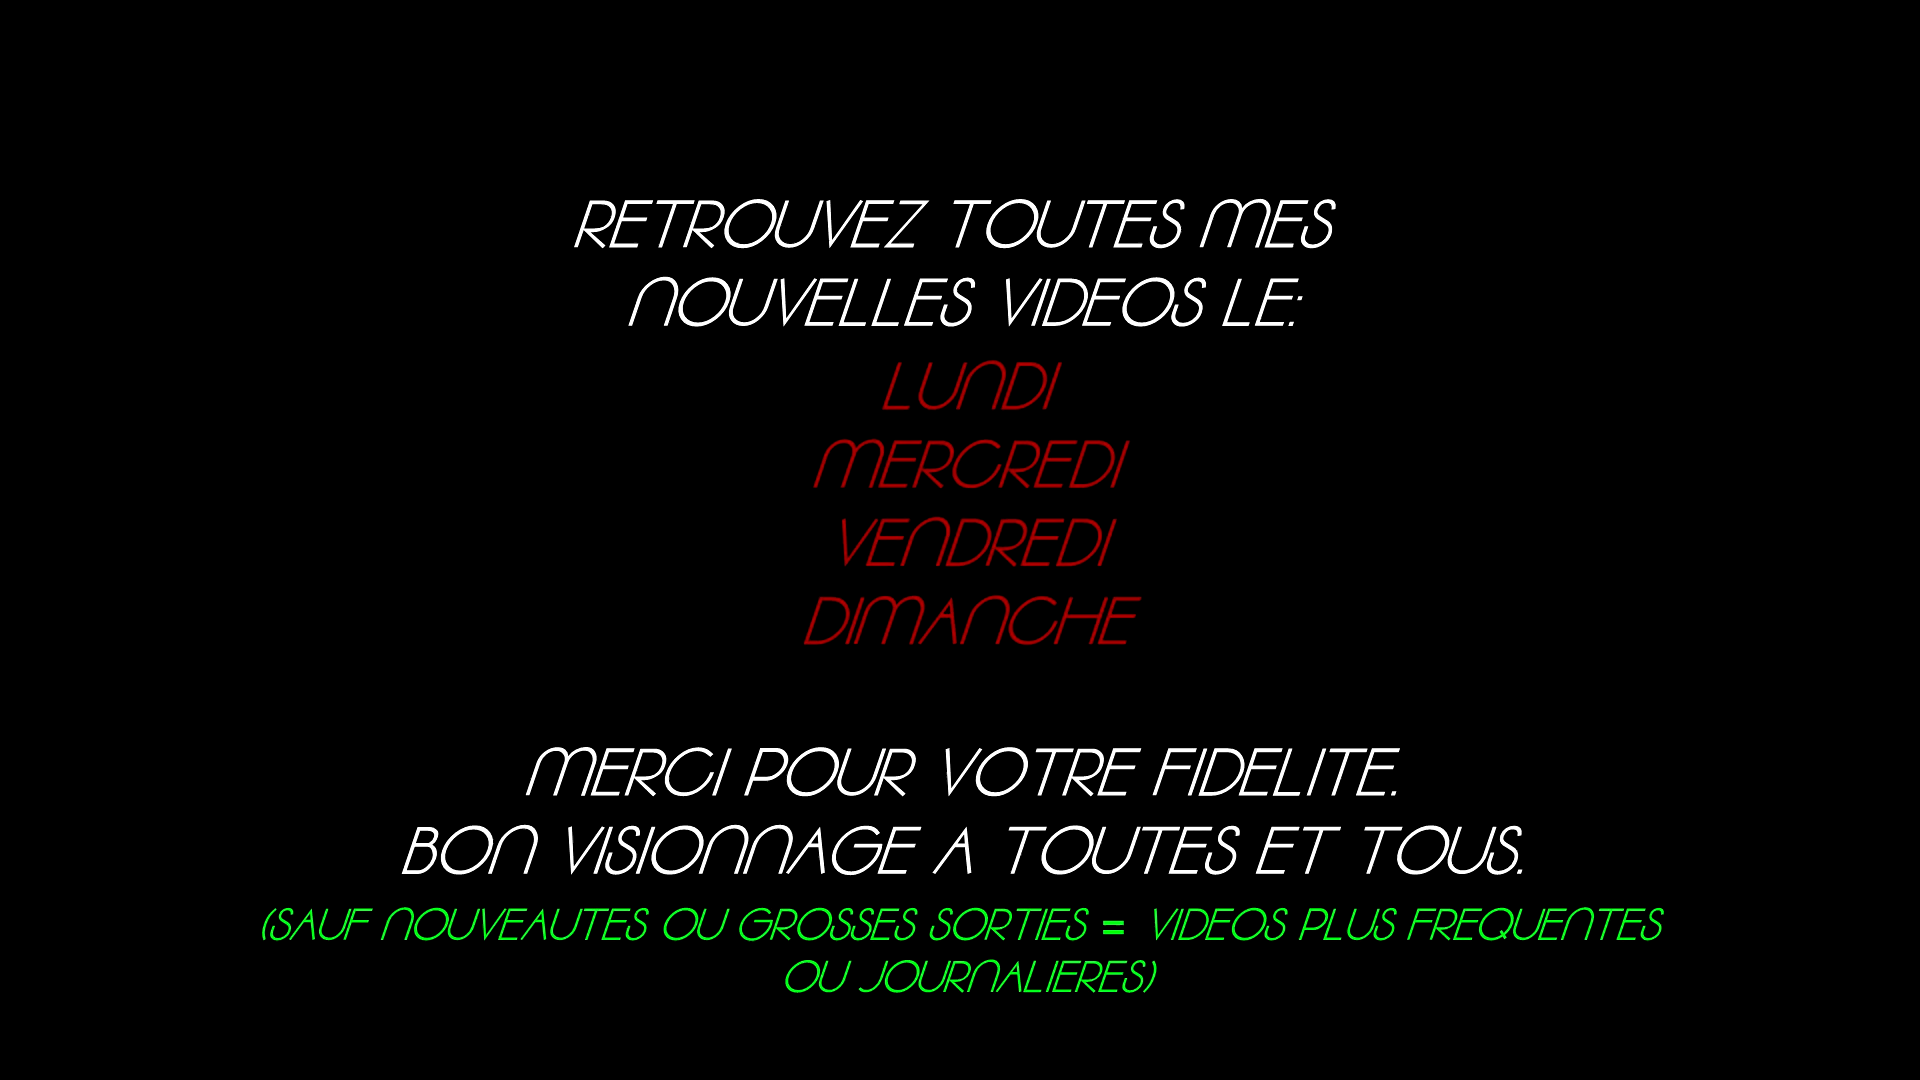 RETROUVEZ TOUTES MES
NOUVELLES VIDEOS LE:
LUNDI
MERCREDI
VENDREDI
DIMANCHE
MERCI POUR VOTRE FIDELITE.
BON VISIONNAGE A TOUTES ET TOUS.
(SAUF NOUVEAUTES OU GROSSES SORTIES = VIDEOS PLUS FREQUENTES
OU JOURNALIERES)